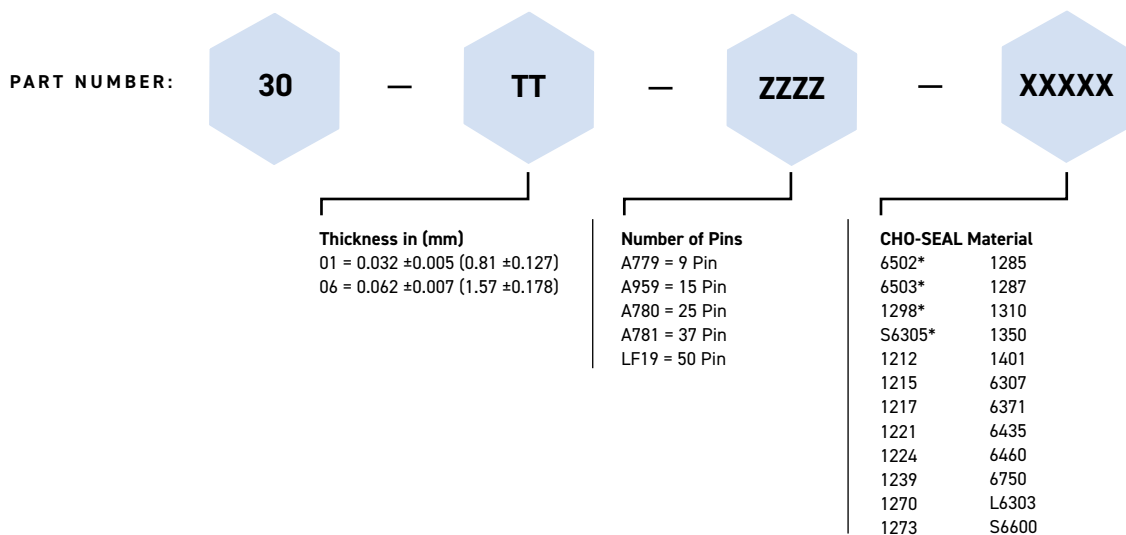 PART NUMBER: 30 — TT — ZZZZ — XXXXX
Thickness in (mm)
01 = 0.032 ±0.005 (0.81 ±0.127)
06 = 0.062 ±0.007 (1.57 ±0.178)
Number of Pins
A779 = 9 Pin
A959 = 15 Pin
A780 = 25 Pin
A781 = 37 Pin
LF19 = 50 Pin
CHO-SEAL Material
6502* 1285
6503* 1287
1298* 1310
S6305* 1350
1212 1401
1215 6307
1217 6371
1221 6435
1224 6460
1239 6750
1270 L6303
1273 S6600